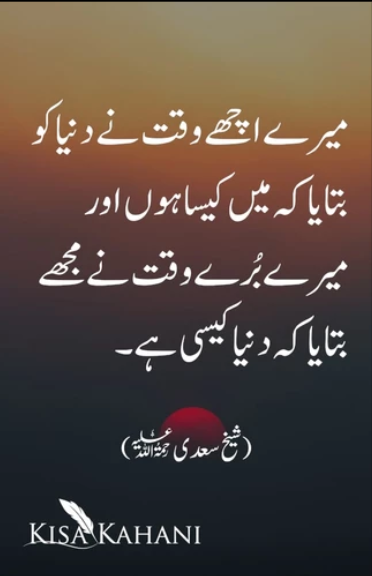 میرے اچھے وقت نے دنیا کو
بتایا کہ میں کیسا ہوں اور
میرے بُرے وقت نے مجھے
بتایا کہ دنیا کیسی ہے۔
(شیخ سعدی رحمۃ اللہ علیہ)
KISA KAHANI